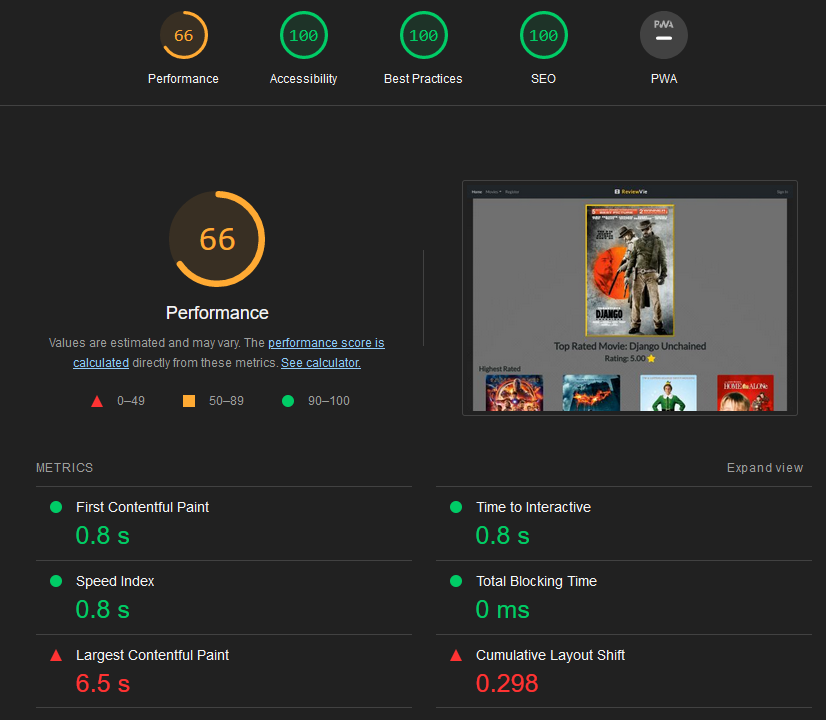 66 100 100 100 PWA
Performance Accessibility Best Practices SEO PWA
66
Performance
Values are estimated and may vary. The performance score is
calculated directly from these metrics. See calculator.
0–49 50–89 90–100
Home Movies Register ReviewVie Sign in
DJANGO
Top Rated Movie: Django Unchained
Rating: 5.00
Highest Rated
HOME ALONE
METRICS Expand view
First Contentful Paint
0.8 s
Time to Interactive
0.8 s
Speed Index
0.8 s
Total Blocking Time
0 ms
Largest Contentful Paint
6.5 s
Cumulative Layout Shift
0.298